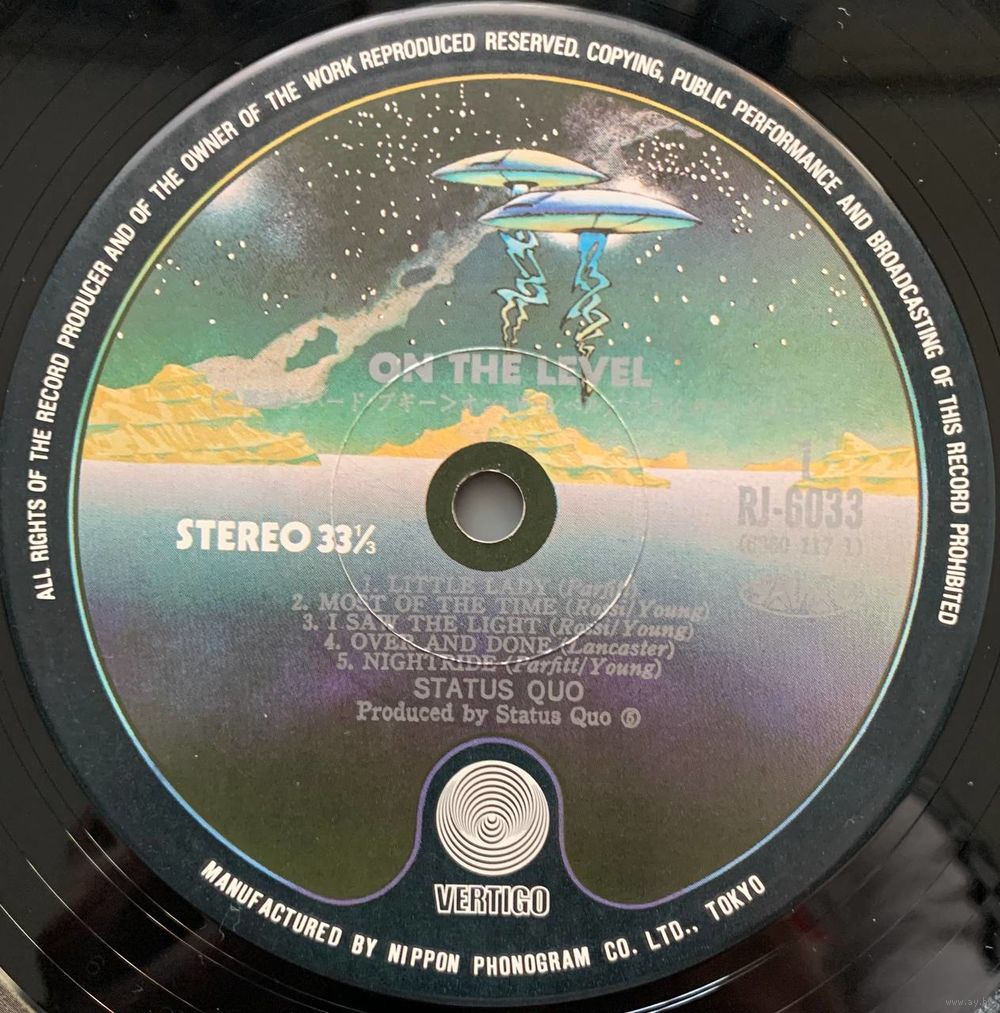 ALL RIGHTS OF THE RECORD PRODUCER AND OF THE OWNER OF THE WORK REPRODUCED RESERVED. COPYING, PUBLIC PERFORMANCE AND BROADCASTING OF THIS RECORD PROHIBITED
ON THE LEVEL
1
RJ-6033
STEREO 33⅓
1. LITTLE LADY (Parfitt)
2. MOST OF THE TIME (Rossi/Young)
3. I SAW THE LIGHT (Rossi/Young)
4. OVER AND DONE (Lancaster)
5. NIGHTRIDE (Parfitt/Young)
STATUS QUO
Produced by Status Quo
VERTIGO
MANUFACTURED BY NIPPON PHONOGRAM CO. LTD., TOKYO